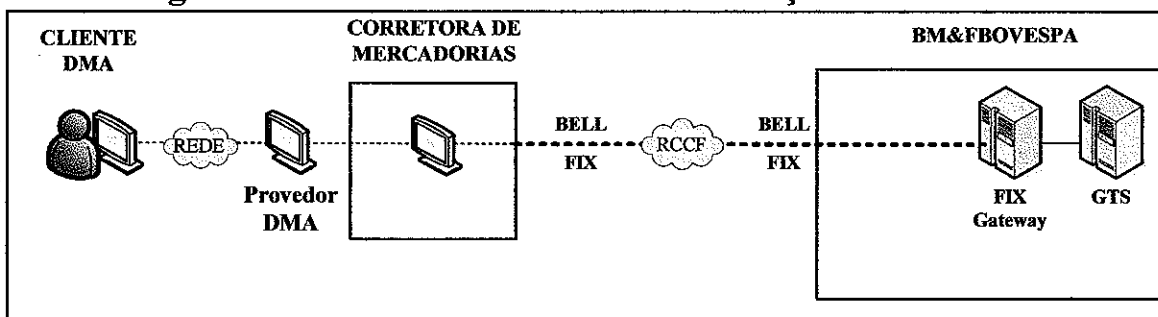 CLIENTE
DMA
CORRETORA DE
MERCADORIAS
BM&FBOVESPA
REDE
Provedor
DMA
BELL
FIX
RCCF
BELL
FIX
FIX
Gateway
GTS